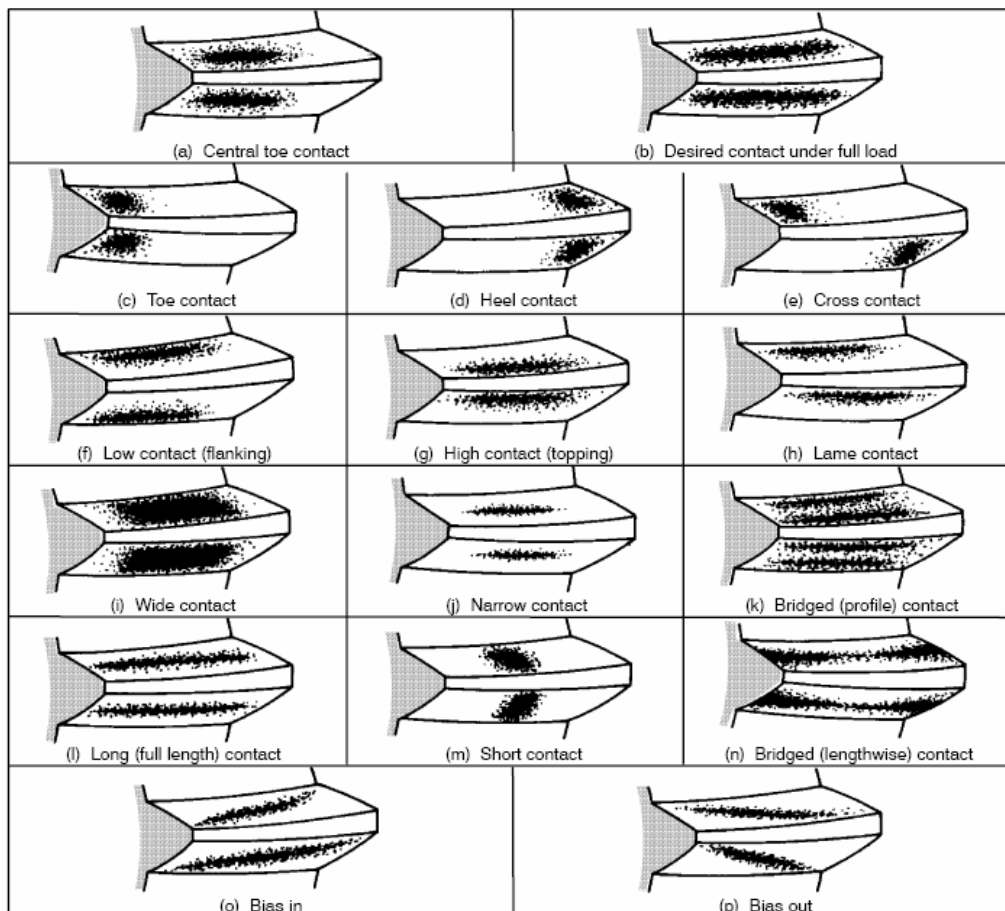 (a) Central toe contact
(b) Desired contact under full load
(c) Toe contact
(d) Heel contact
(e) Cross contact
(f) Low contact (flanking)
(g) High contact (topping)
(h) Lame contact
(i) Wide contact
(j) Narrow contact
(k) Bridged (profile) contact
(l) Long (full length) contact
(m) Short contact
(n) Bridged (lengthwise) contact
(o) Bias in
(p) Bias out